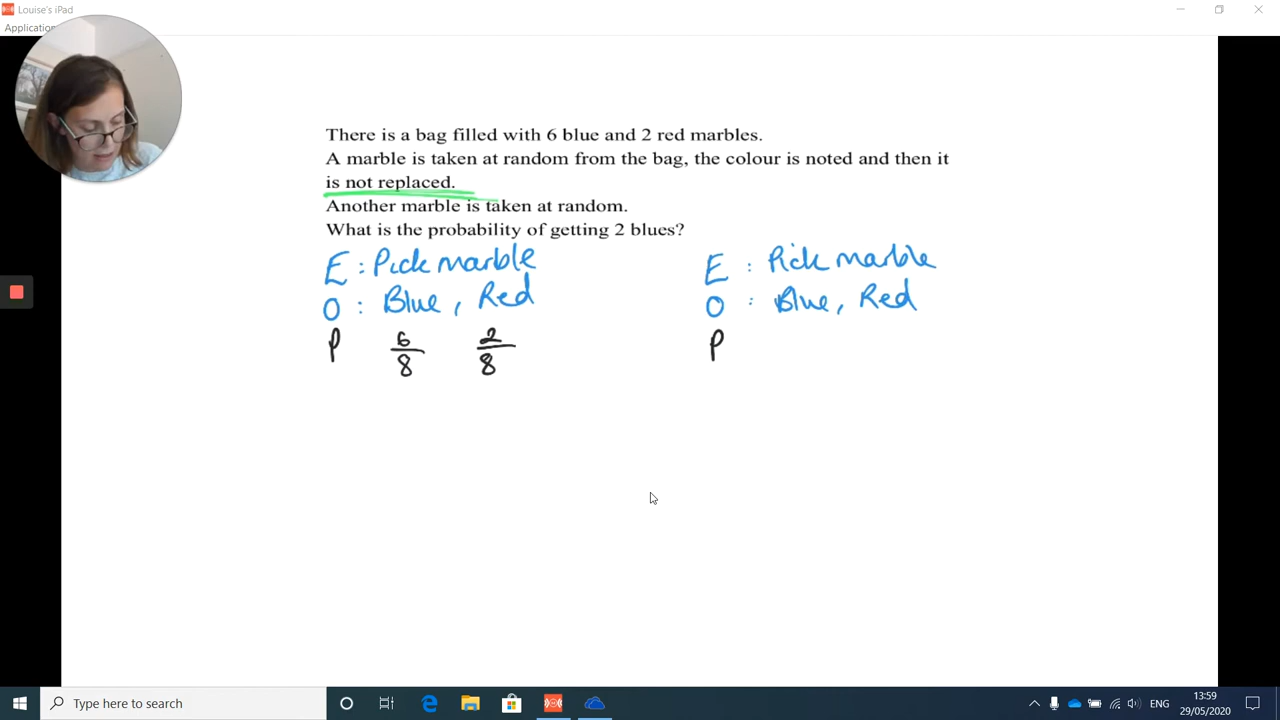 Louise's iPad
Application
There is a bag filled with 6 blue and 2 red marbles.
A marble is taken at random from the bag, the colour is noted and then it
is not replaced.
Another marble is taken at random.
What is the probability of getting 2 blues?
E : Pick marble
O : Blue, Red
P 6/8 2/8
E : Pick marble
O : Blue, Red
P
Type here to search
ENG
13:59
29/05/2020